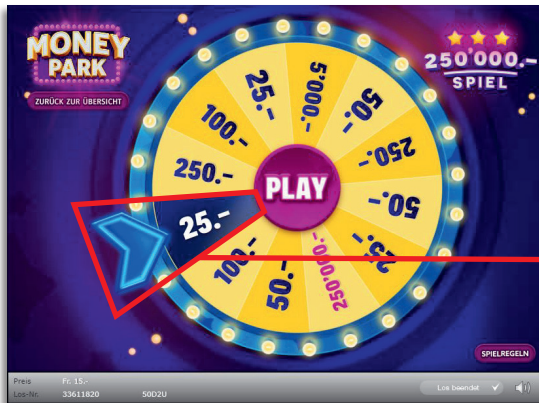 MONEY
PARK
ZURÜCK ZUR ÜBERSICHT
250'000.-
SPIEL
5'000.-
50.-
250.-
50.-
25.-
250'000.-
50.-
100.-
25.-
250.-
100.-
25.-
PLAY
SPIELREGELN
Preis Fr. 15.-
Los-Nr. 33611820 50D2U
Los beendet